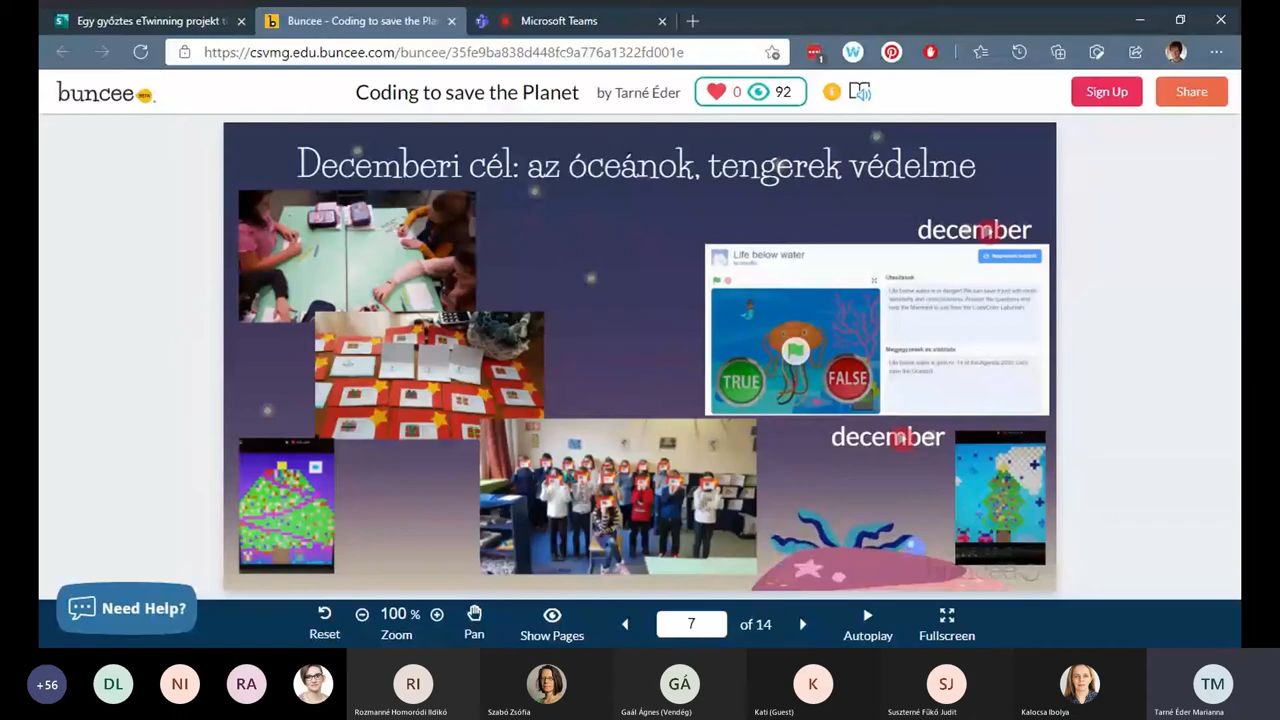 Egy győztes eTwinning projekt t
Buncee - Coding to save the Pla
Microsoft Teams
https://csvmg.edu.buncee.com/buncee/35fe9ba838d448fc9a776a1322fd001e
1
buncee
BETA
Coding to save the Planet
by Tarné Éder
0
92
Sign Up
Share
Decemberi cél: az óceánok, tengerek védelme
december
Life below water
Utasítások
TRUE
FALSE
december
Need Help?
Reset
100 %
Zoom
Pan
Show Pages
7
of 14
Autoplay
Fullscreen
+56
DL
NI
RA
RI
GÁ
K
SJ
TM
Rozmanné Homoródi Ildikó
Szabó Zsófia
Gaál Ágnes (Vendég)
Kati (Guest)
Suszterné Fűkő Judit
Kalocsa Ibolya
Tarné Éder Marianna